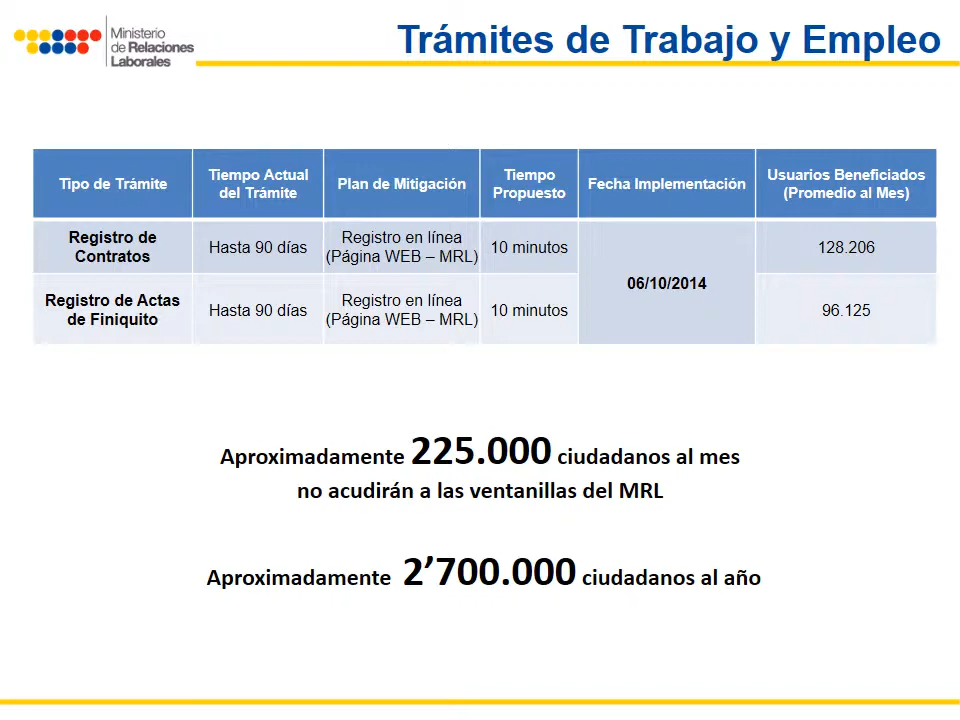 Ministerio
de Relaciones
Laborales
Trámites de Trabajo y Empleo
Tipo de Trámite
Tiempo Actual
del Trámite
Plan de Mitigación
Tiempo
Propuesto
Fecha Implementación
Usuarios Beneficiados
(Promedio al Mes)
Registro de
Contratos
Hasta 90 días
Registro en línea
(Página WEB – MRL)
10 minutos
06/10/2014
128.206
Registro de Actas
de Finiquito
Hasta 90 días
Registro en línea
(Página WEB – MRL)
10 minutos
96.125
Aproximadamente 225.000 ciudadanos al mes
no acudirán a las ventanillas del MRL
Aproximadamente 2’700.000 ciudadanos al año